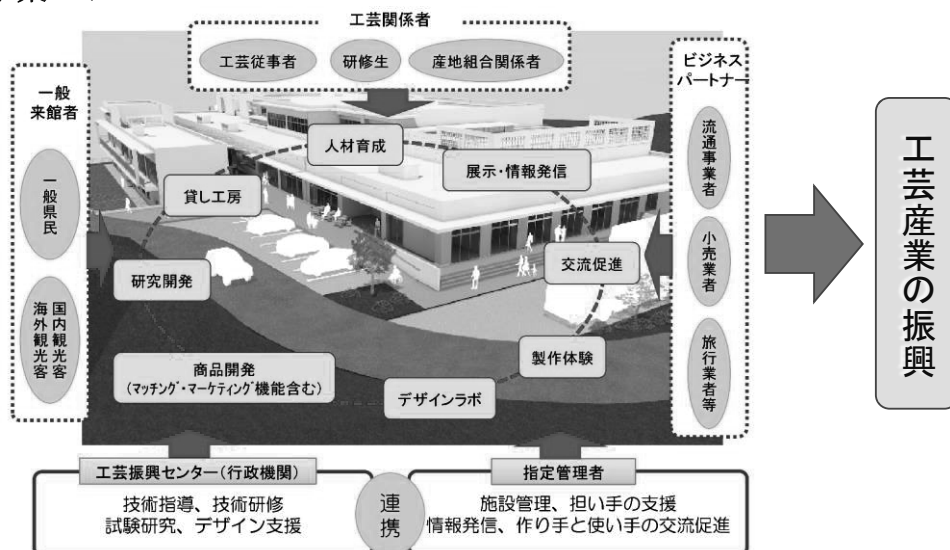 工芸関係者
工芸従事者
研修生
産地組合関係者
一般
来館者
一般県民
国内観光客
海外観光客
ビジネス
パートナー
流通事業者
小売業者
旅行業者等
人材育成
展示・情報発信
貸し工房
交流促進
研究開発
製作体験
商品開発
(マッチング・マーケティング機能含む)
デザインラボ
工芸産業の振興
工芸振興センター(行政機関)
技術指導、技術研修
試験研究、デザイン支援
連携
指定管理者
施設管理、担い手の支援
情報発信、作り手と使い手の交流促進